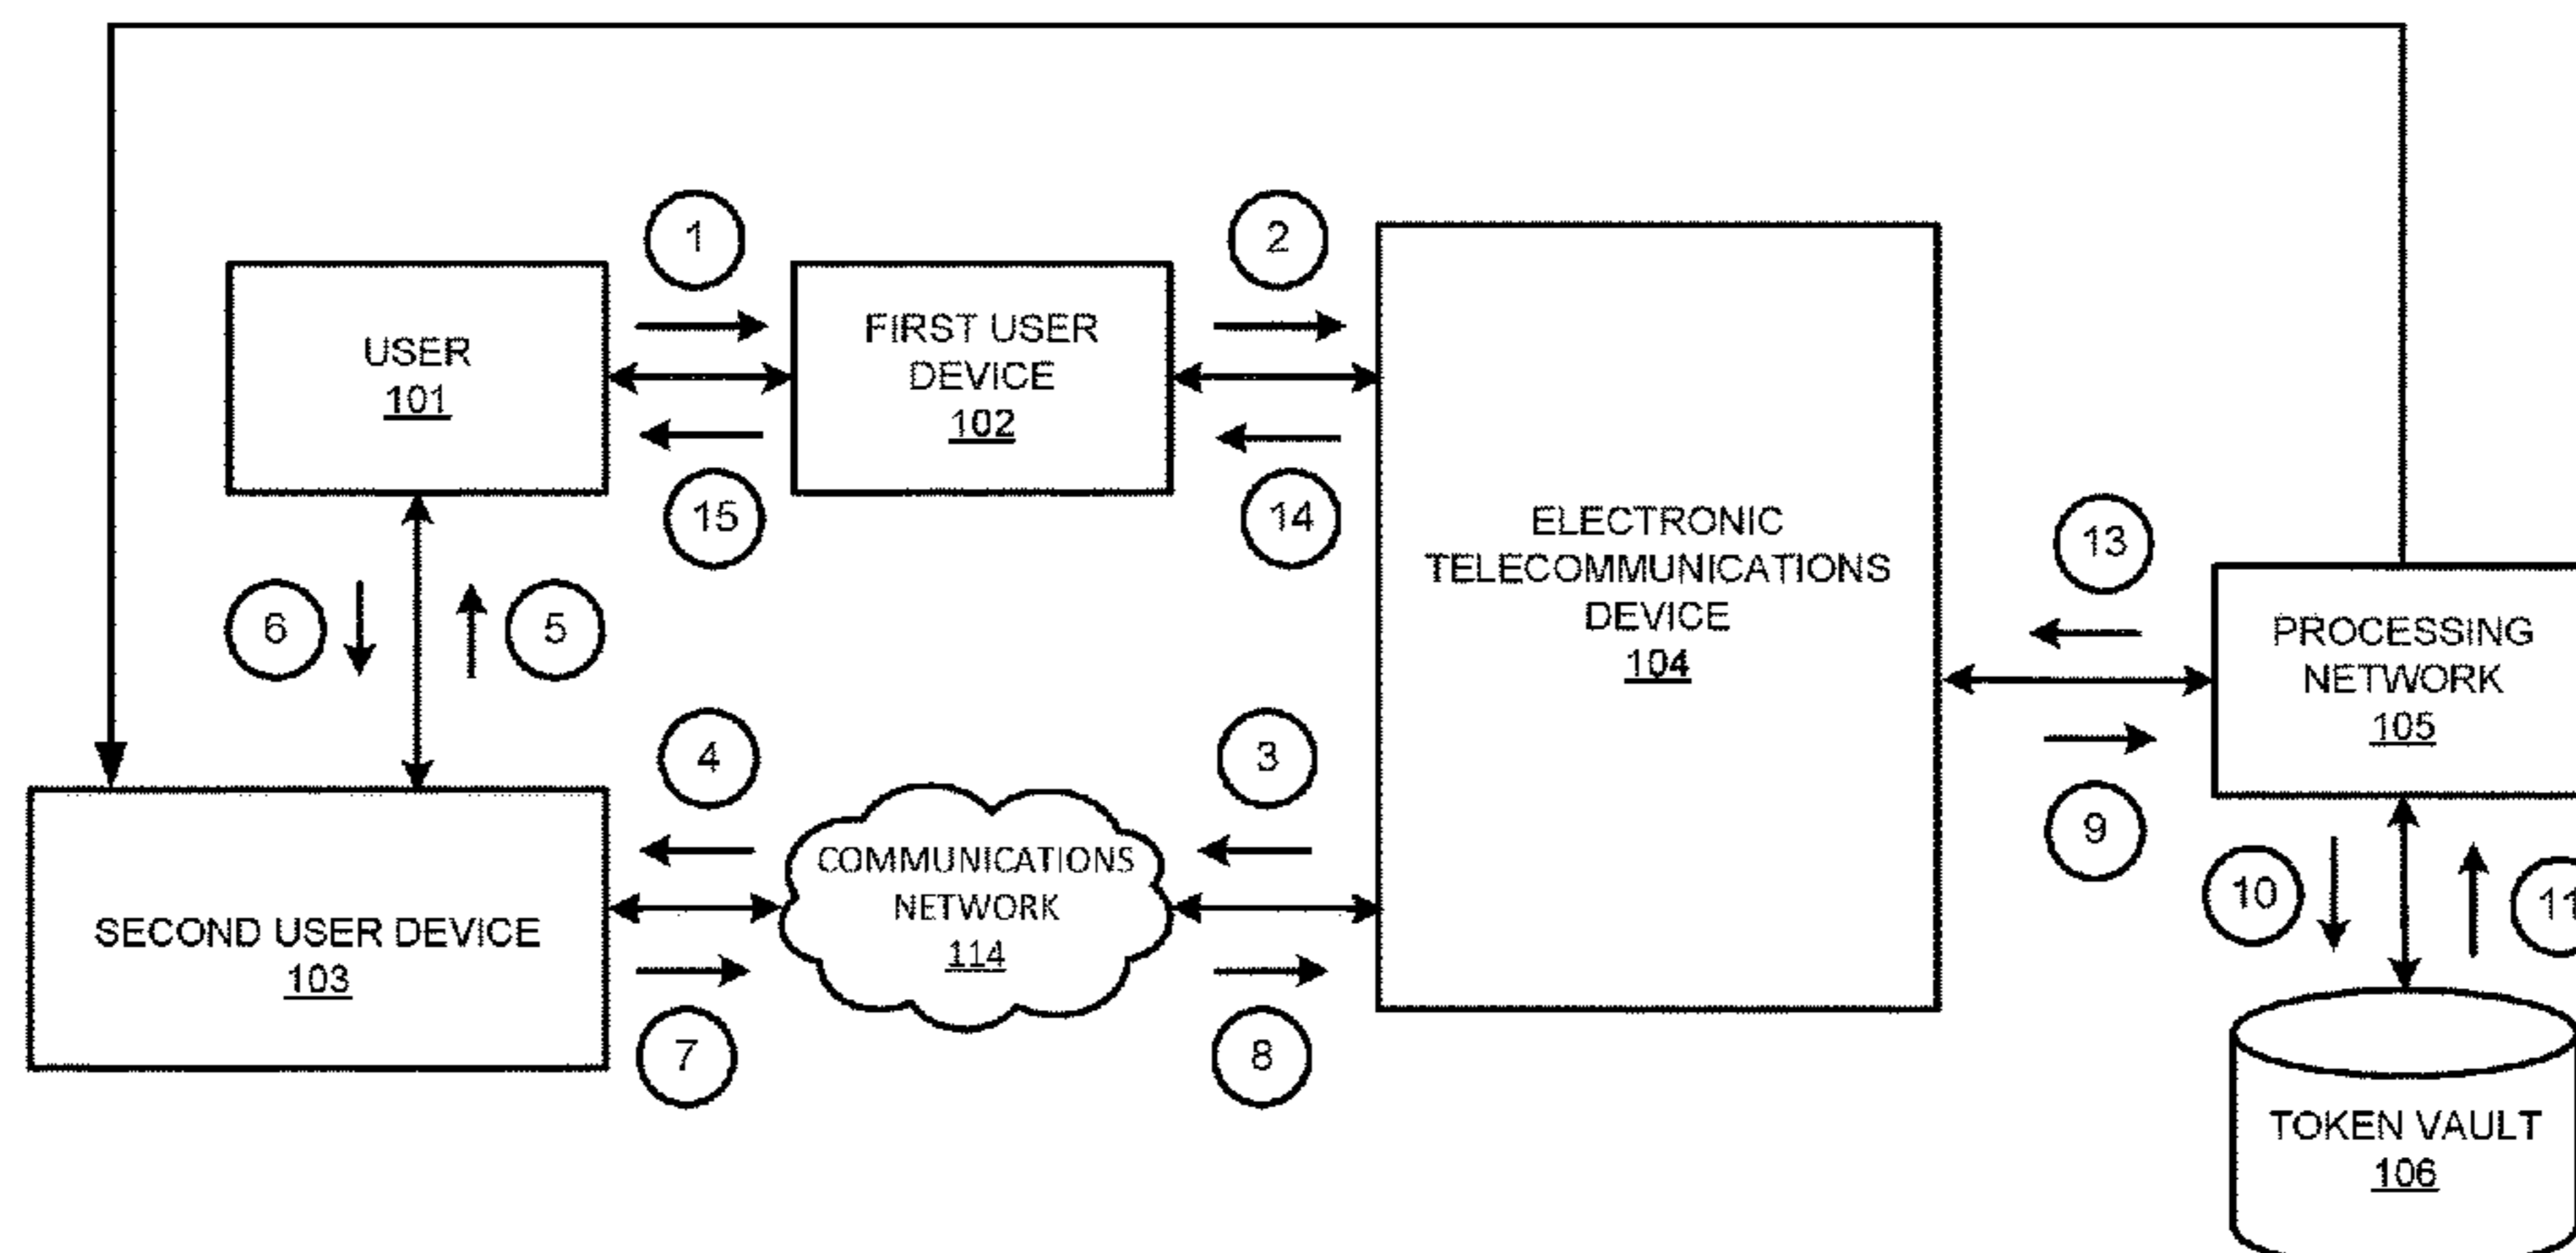 1
2
USER
101
FIRST USER
DEVICE
102
15
14
ELECTRONIC
TELECOMMUNICATIONS
DEVICE
104
13
PROCESSING
NETWORK
105
6
5
4
3
9
COMMUNICATIONS
NETWORK
114
SECOND USER DEVICE
103
7
8
10
11
TOKEN VAULT
106